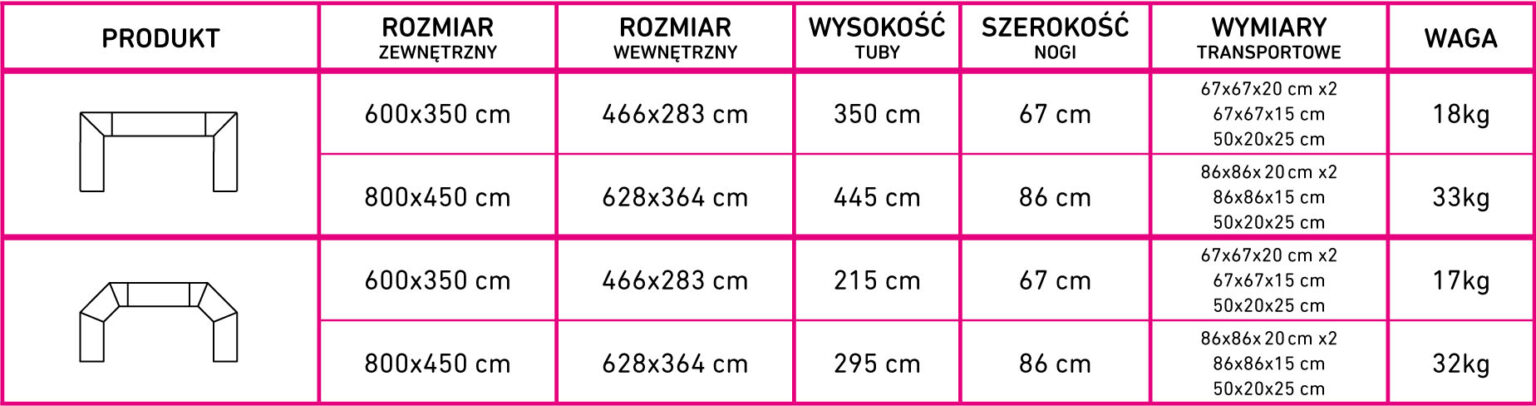 PRODUKT
ROZMIAR
ZEWNĘTRZNY
ROZMIAR
WEWNĘTRZNY
WYSOKOŚĆ
TUBY
SZEROKOŚĆ
NOGI
WYMIARY
TRANSPORTOWE
WAGA
600x350 cm
466x283 cm
350 cm
67 cm
67x67x20 cm x2
67x67x15 cm
50x20x25 cm
18kg
800x450 cm
628x364 cm
445 cm
86 cm
86x86x20 cm x2
86x86x15 cm
50x20x25 cm
33kg
600x350 cm
466x283 cm
215 cm
67 cm
67x67x20 cm x2
67x67x15 cm
50x20x25 cm
17kg
800x450 cm
628x364 cm
295 cm
86 cm
86x86x20 cm x2
86x86x15 cm
50x20x25 cm
32kg